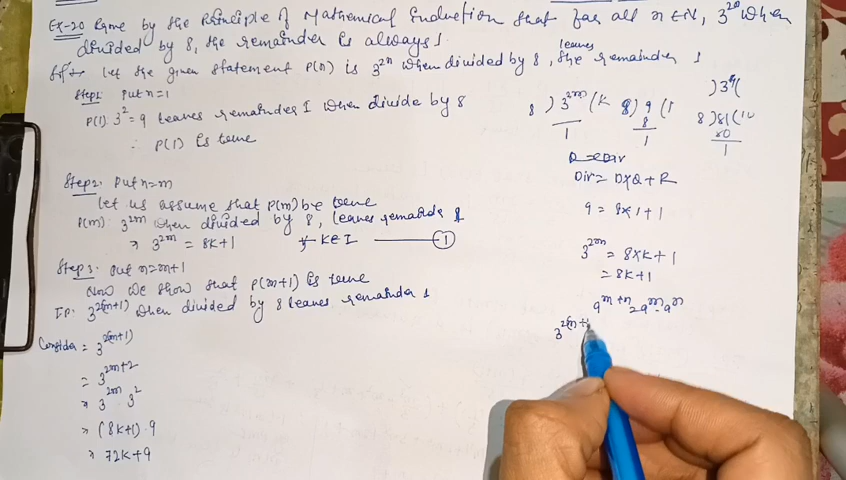 EX-20 Prove by the Principle of Mathematical Induction that for all n ∈ N, 3^2n when
divided by 8, the remainder is always 1.
Let the given statement P(n) is 3^2n when divided by 8, leaves the remainder 1
Step1 Put n=1
P(1): 3^2 = 9 leaves remainder 1 when divide by 8
∴ P(1) is true
Step2. Put n=m
Let us assume that P(m) be true
P(m): 3^2m when divided by 8, leaves remainder 1
⇒ 3^2m = 8K+1 K∈I ——— (1)
Step3. Put n=m+1
Now we show that P(m+1) is true
3^2(m+1) when divided by 8 leaves remainder 1
Consider = 3^2(m+1)
= 3^2m+2
⇒ 3^2m · 3^2
⇒ (8K+1)·9
⇒ 72K+9
8 ) 3^2m ( K
1
8 ) 9 ( 1
8
1
8 ) 81 ( 10
80
1
Div = D×Q+R
9 = 8×1+1
3^2m = 8×K+1
= 8K+1
a^m+n = a^m · a^n
3^2(m+1